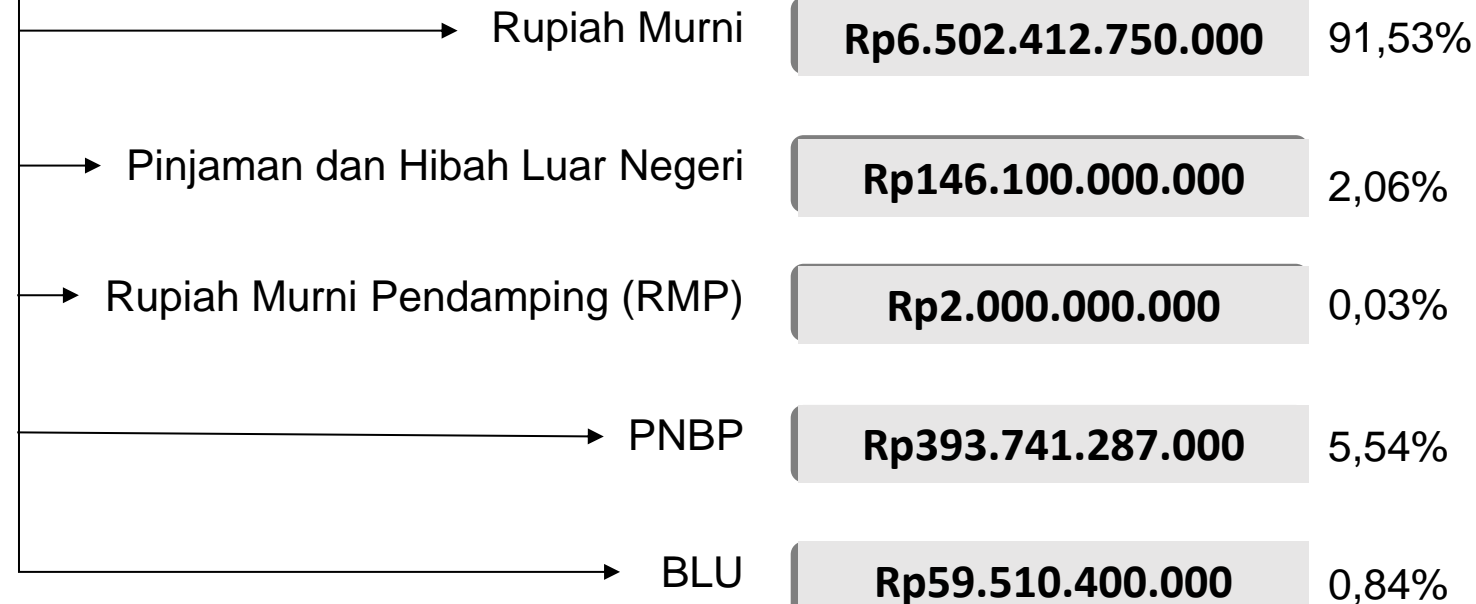 Rupiah Murni Rp6.502.412.750.000 91,53%
Pinjaman dan Hibah Luar Negeri Rp146.100.000.000 2,06%
Rupiah Murni Pendamping (RMP) Rp2.000.000.000 0,03%
PNBP Rp393.741.287.000 5,54%
BLU Rp59.510.400.000 0,84%